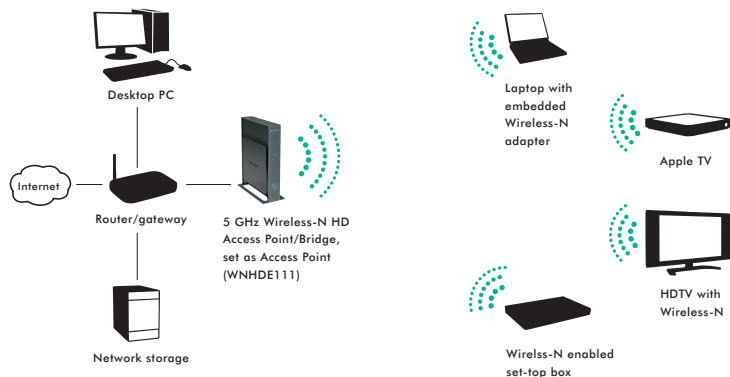 Desktop PC
Internet
Router/gateway
5 GHz Wireless-N HD
Access Point/Bridge,
set as Access Point
(WNHDE111)
Network storage
Laptop with
embedded
Wireless-N
adapter
Apple TV
HDTV with
Wireless-N
Wirelss-N enabled
set-top box